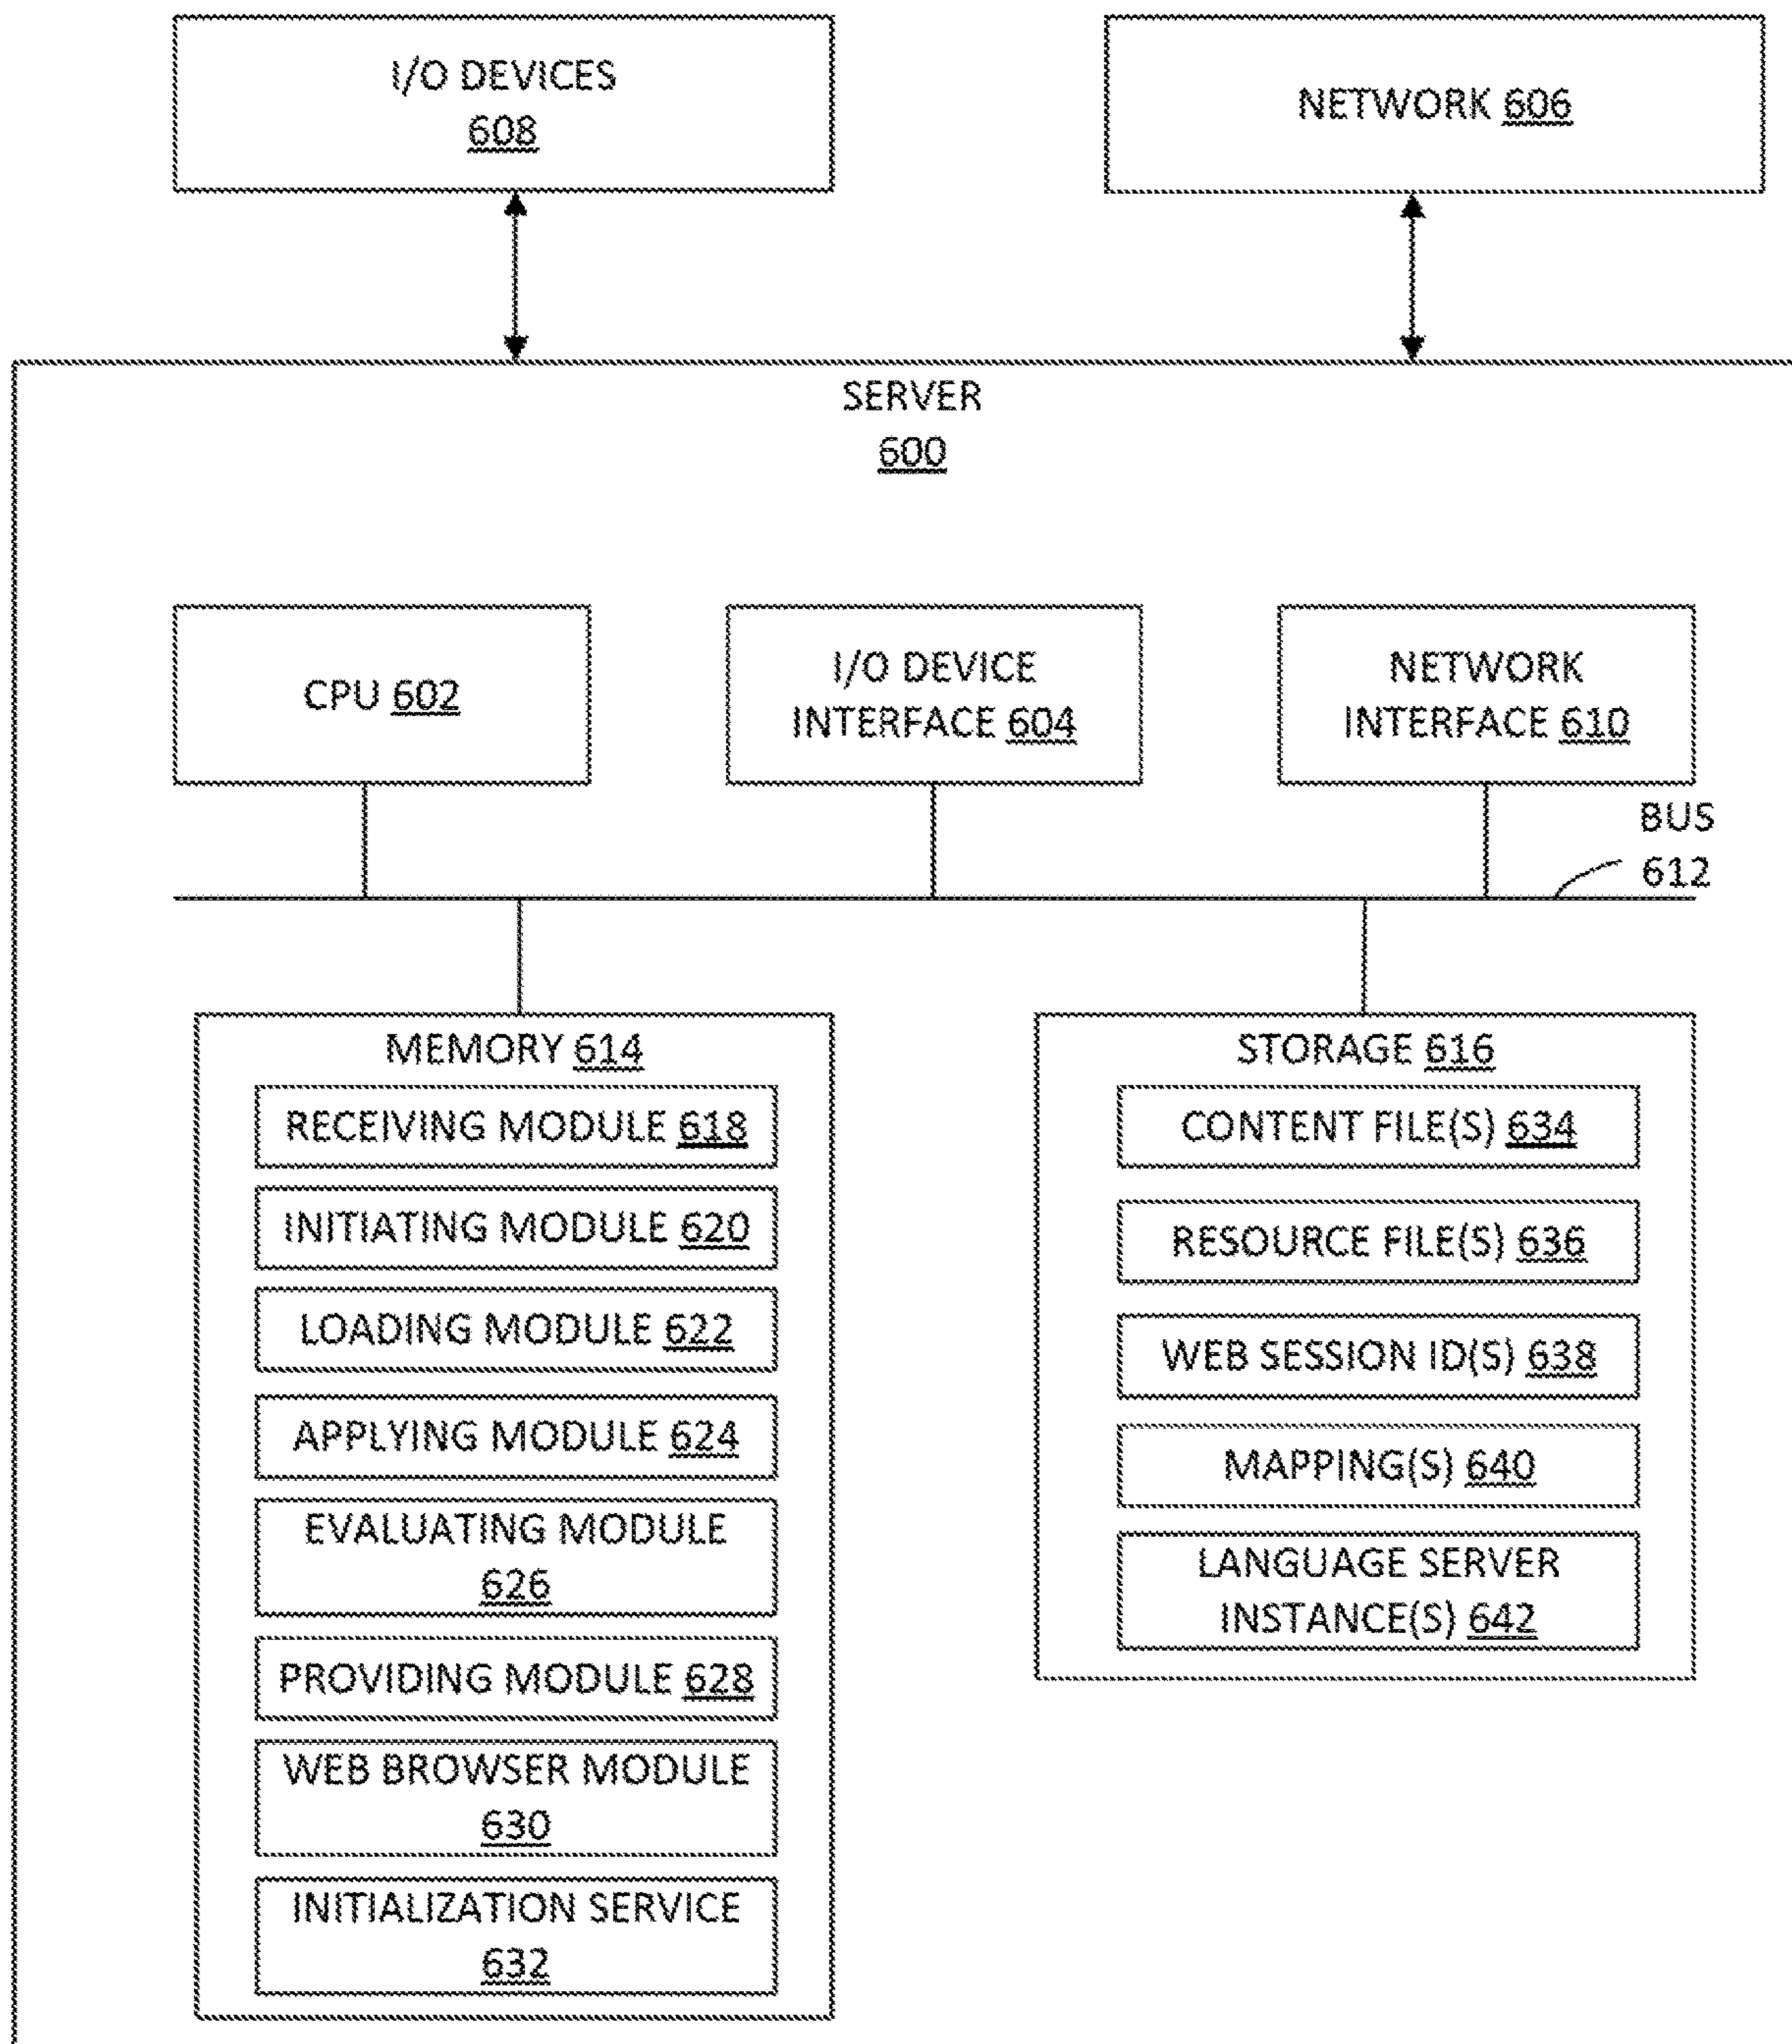 I/O DEVICES
608
NETWORK 606
SERVER
600
CPU 602
I/O DEVICE
INTERFACE 604
NETWORK
INTERFACE 610
BUS
612
MEMORY 614
RECEIVING MODULE 618
INITIATING MODULE 620
LOADING MODULE 622
APPLYING MODULE 624
EVALUATING MODULE
626
PROVIDING MODULE 628
WEB BROWSER MODULE
630
INITIALIZATION SERVICE
632
STORAGE 616
CONTENT FILE(S) 634
RESOURCE FILE(S) 636
WEB SESSION ID(S) 638
MAPPING(S) 640
LANGUAGE SERVER
INSTANCE(S) 642